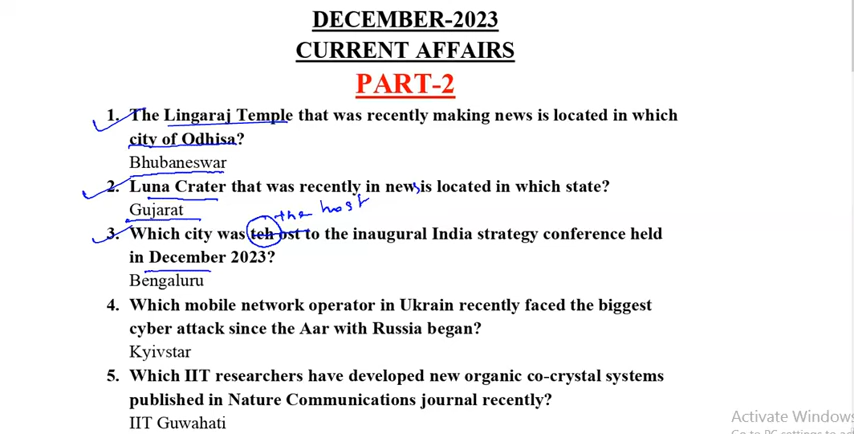 DECEMBER-2023
CURRENT AFFAIRS
PART-2
1. The Lingaraj Temple that was recently making news is located in which
city of Odhisa?
Bhubaneswar
2. Luna Crater that was recently in news is located in which state?
Gujarat
the host
3. Which city was teh ost to the inaugural India strategy conference held
in December 2023?
Bengaluru
4. Which mobile network operator in Ukrain recently faced the biggest
cyber attack since the Aar with Russia began?
Kyivstar
5. Which IIT researchers have developed new organic co-crystal systems
published in Nature Communications journal recently?
IIT Guwahati
Activate Windows